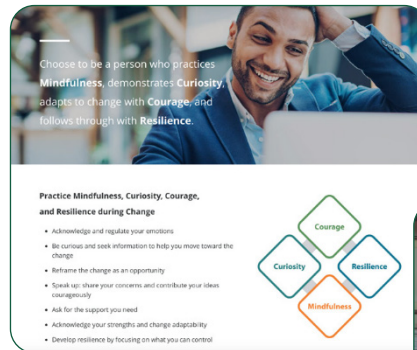 Choose to be a person who practices
Mindfulness, demonstrates Curiosity,
adapts to change with Courage, and
follows through with Resilience.
Practice Mindfulness, Curiosity, Courage,
and Resilience during Change
• Acknowledge and regulate your emotions
• Be curious and seek information to help you move toward the
change
• Reframe the change as an opportunity
• Speak up: share your concerns and contribute your ideas
courageously
• Ask for the support you need
• Acknowledge your strengths and change adaptability
• Develop resilience by focusing on what you can control
Courage
Curiosity
Resilience
Mindfulness